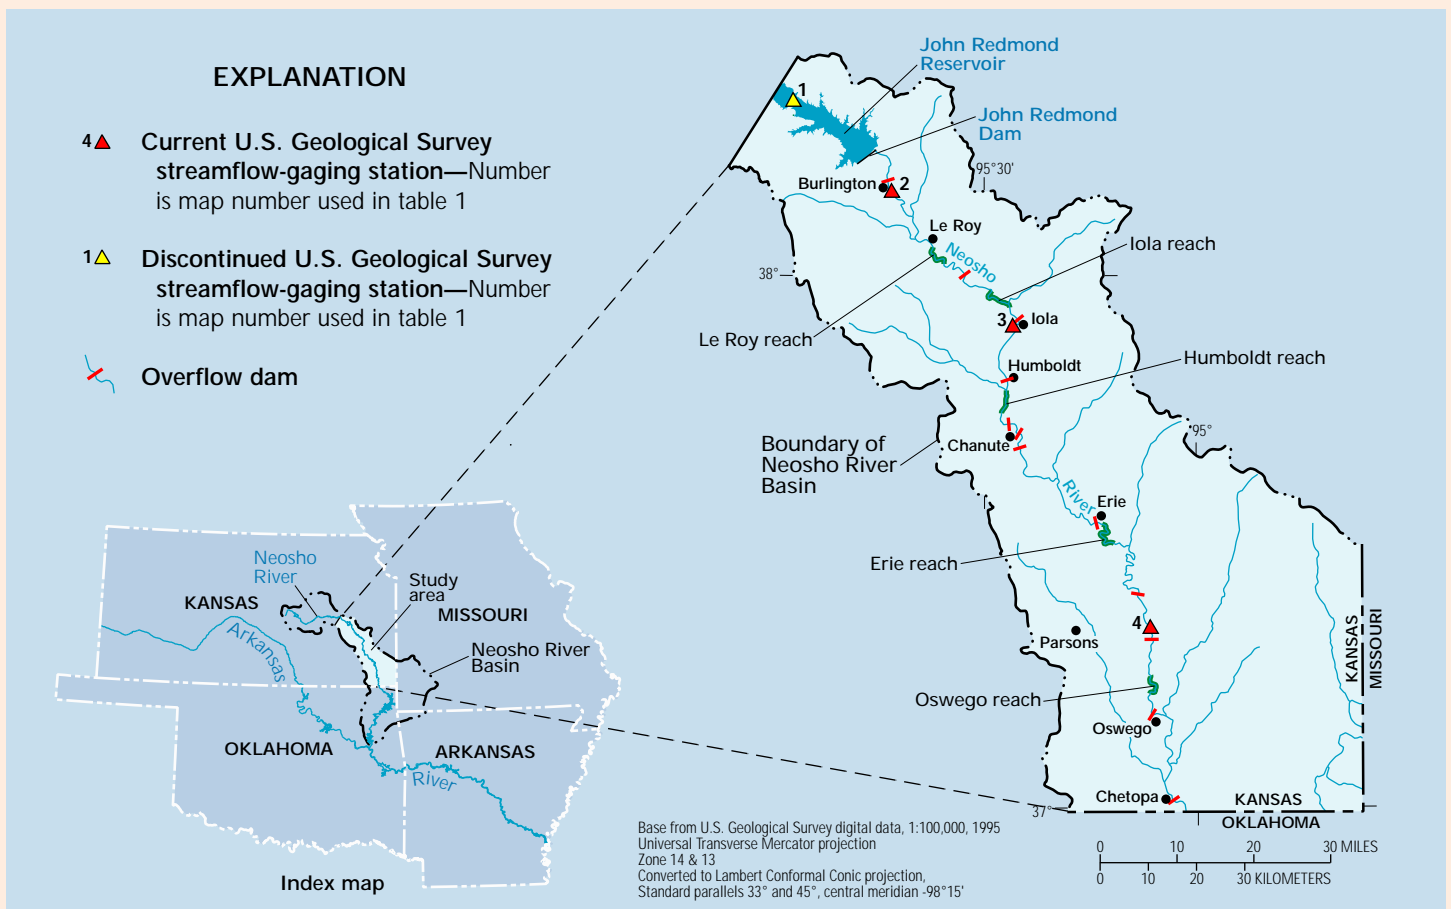 EXPLANATION
4 Current U.S. Geological Survey
streamflow-gaging station—Number
is map number used in table 1
1 Discontinued U.S. Geological Survey
streamflow-gaging station—Number
is map number used in table 1
Overflow dam
John Redmond
Reservoir
John Redmond
Dam
1
95°30'
Burlington
2
Le Roy
Neosho
Iola reach
38°
3
Iola
Le Roy reach
Humboldt
Humboldt reach
Chanute
95°
Boundary of
Neosho River
Basin
River
Erie
Erie reach
4
Parsons
KANSAS
MISSOURI
Oswego reach
Oswego
Chetopa
37°
KANSAS
OKLAHOMA
Neosho
River
Study
area
KANSAS
MISSOURI
Arkansas
Neosho River
Basin
OKLAHOMA
ARKANSAS
River
Index map
Base from U.S. Geological Survey digital data, 1:100,000, 1995
Universal Transverse Mercator projection
Zone 14 & 13
Converted to Lambert Conformal Conic projection,
Standard parallels 33° and 45°, central meridian -98°15'
0 10 20 30 MILES
0 10 20 30 KILOMETERS